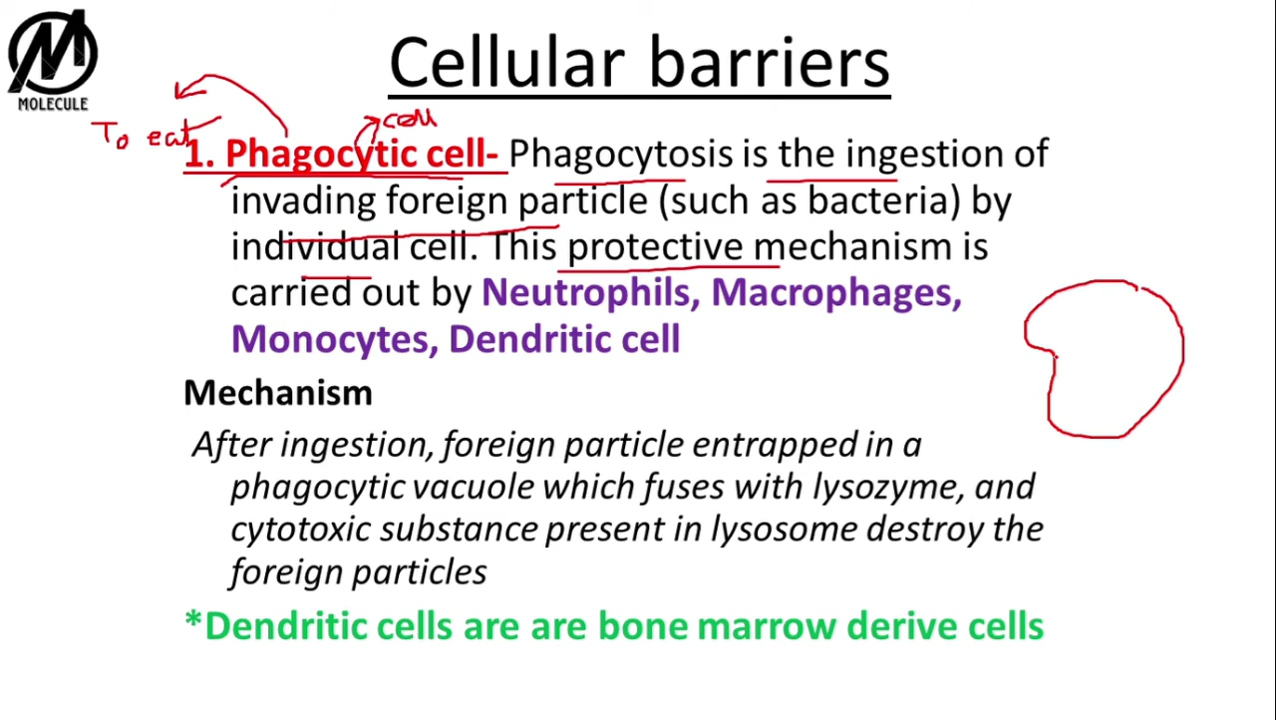 Cellular barriers
MOLECULE
cell
To eat
1. Phagocytic cell- Phagocytosis is the ingestion of
invading foreign particle (such as bacteria) by
individual cell. This protective mechanism is
carried out by Neutrophils, Macrophages,
Monocytes, Dendritic cell
Mechanism
After ingestion, foreign particle entrapped in a
phagocytic vacuole which fuses with lysozyme, and
cytotoxic substance present in lysosome destroy the
foreign particles
*Dendritic cells are are bone marrow derive cells